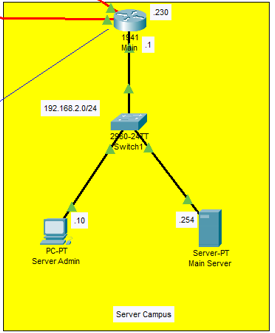 .230
1941
Main
.1
192.168.2.0/24
2960-24TT
Switch1
.10
.254
PC-PT
Server Admin
Server-PT
Main Server
Server Campus